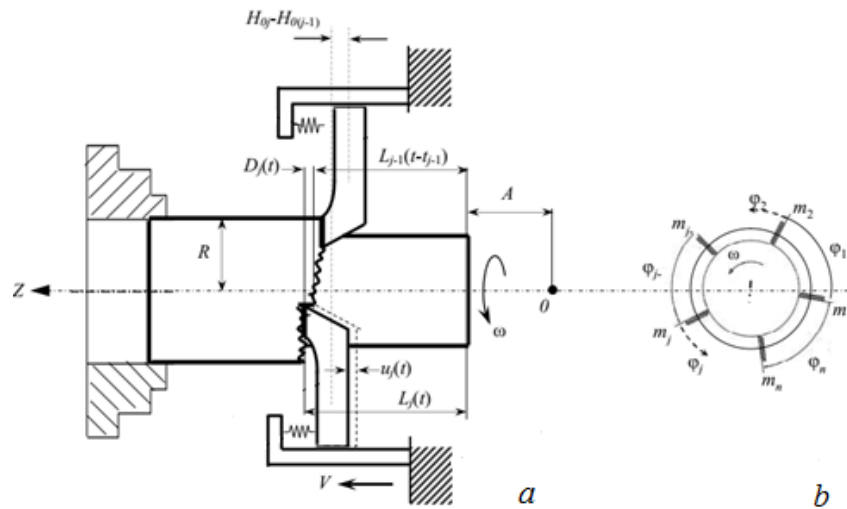 H₀ⱼ-H₀₍ⱼ₋₁₎
Dⱼ(t)
Lⱼ₋₁(t-tⱼ₋₁)
A
R
Z
ω
0
uⱼ(t)
Lⱼ(t)
V
a
φ₂
m₂
mⱼ₋
φ₁
ω
φⱼ₋
m
mⱼ
φⱼ
mₙ
φₙ
b